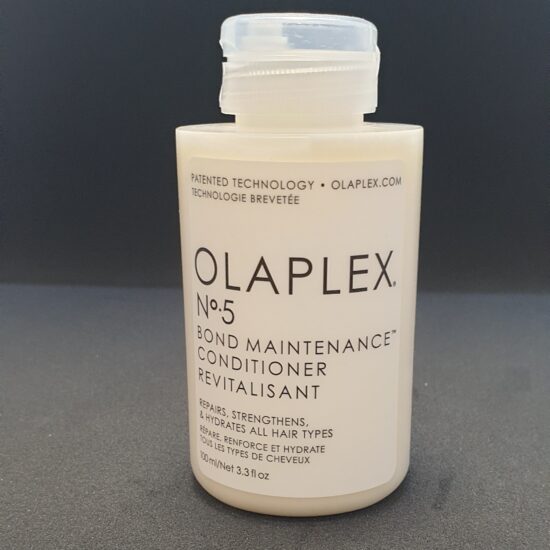 PATENTED TECHNOLOGY • OLAPLEX.COM
TECHNOLOGIE BREVETÉE
OLAPLEX®
Nº.5
BOND MAINTENANCE™
CONDITIONER
REVITALISANT
REPAIRS, STRENGTHENS,
& HYDRATES ALL HAIR TYPES
RÉPARE, RENFORCE ET HYDRATE
TOUS LES TYPES DE CHEVEUX
100 ml/Net 3.3 fl oz